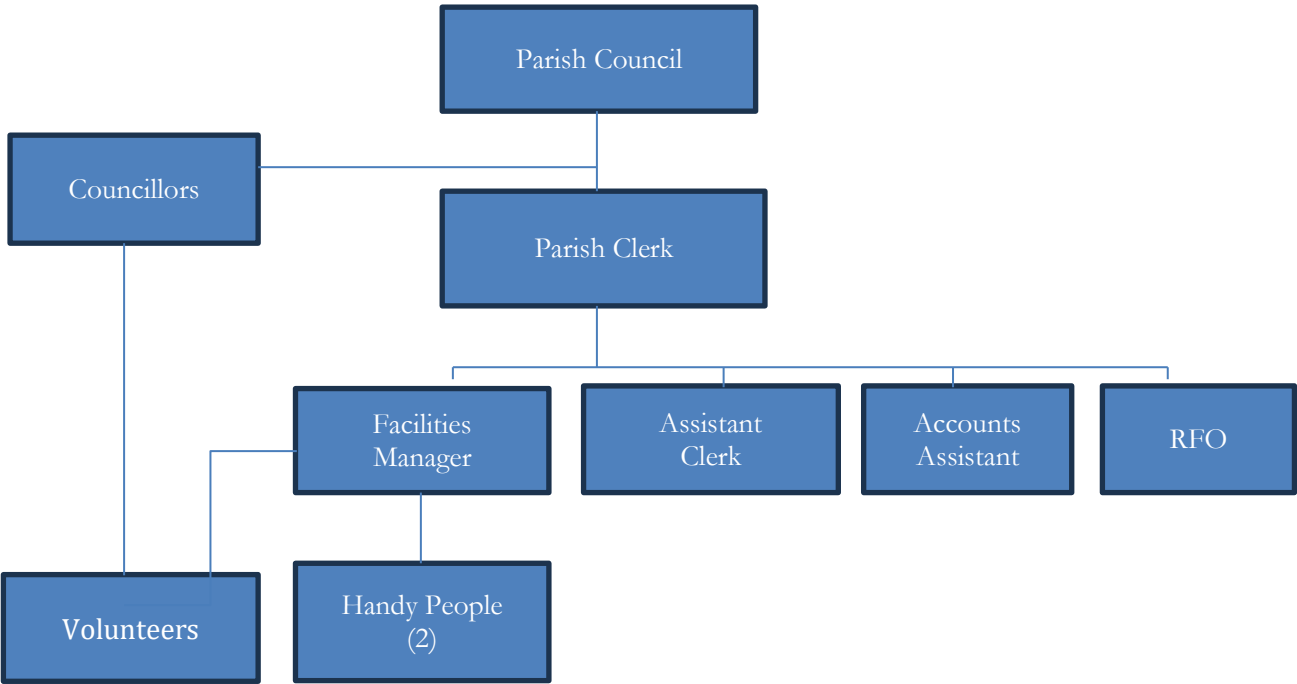 Parish Council
Councillors
Parish Clerk
Facilities
Manager
Assistant
Clerk
Accounts
Assistant
RFO
Volunteers
Handy People
(2)